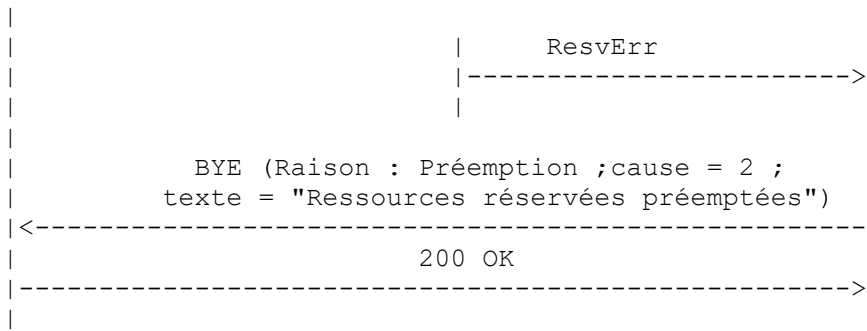 |
|                           |     ResvErr
|                           |------------------------>
|                           |
|
|           BYE (Raison : Préemption ;cause = 2 ;
|         texte = "Ressources réservées préemptées")
|<----------------------------------------------------
|                         200 OK
|----------------------------------------------------->
|